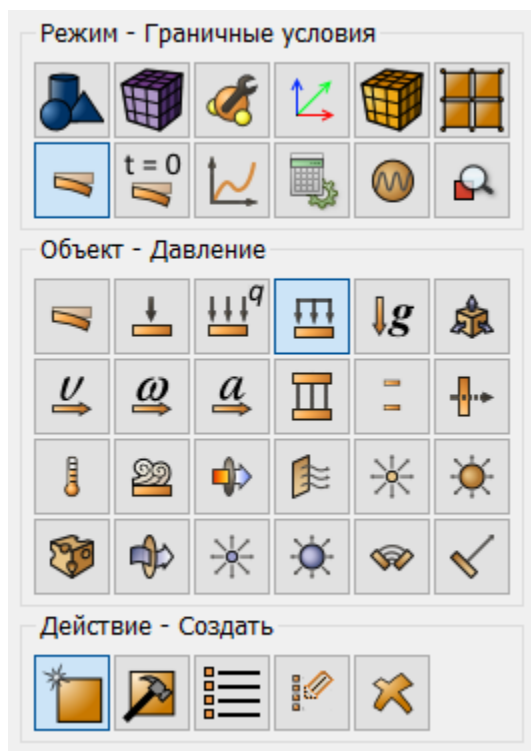 Режим - Граничные условия
t = 0
Объект - Давление
q
g
υ ω a
Действие - Создать